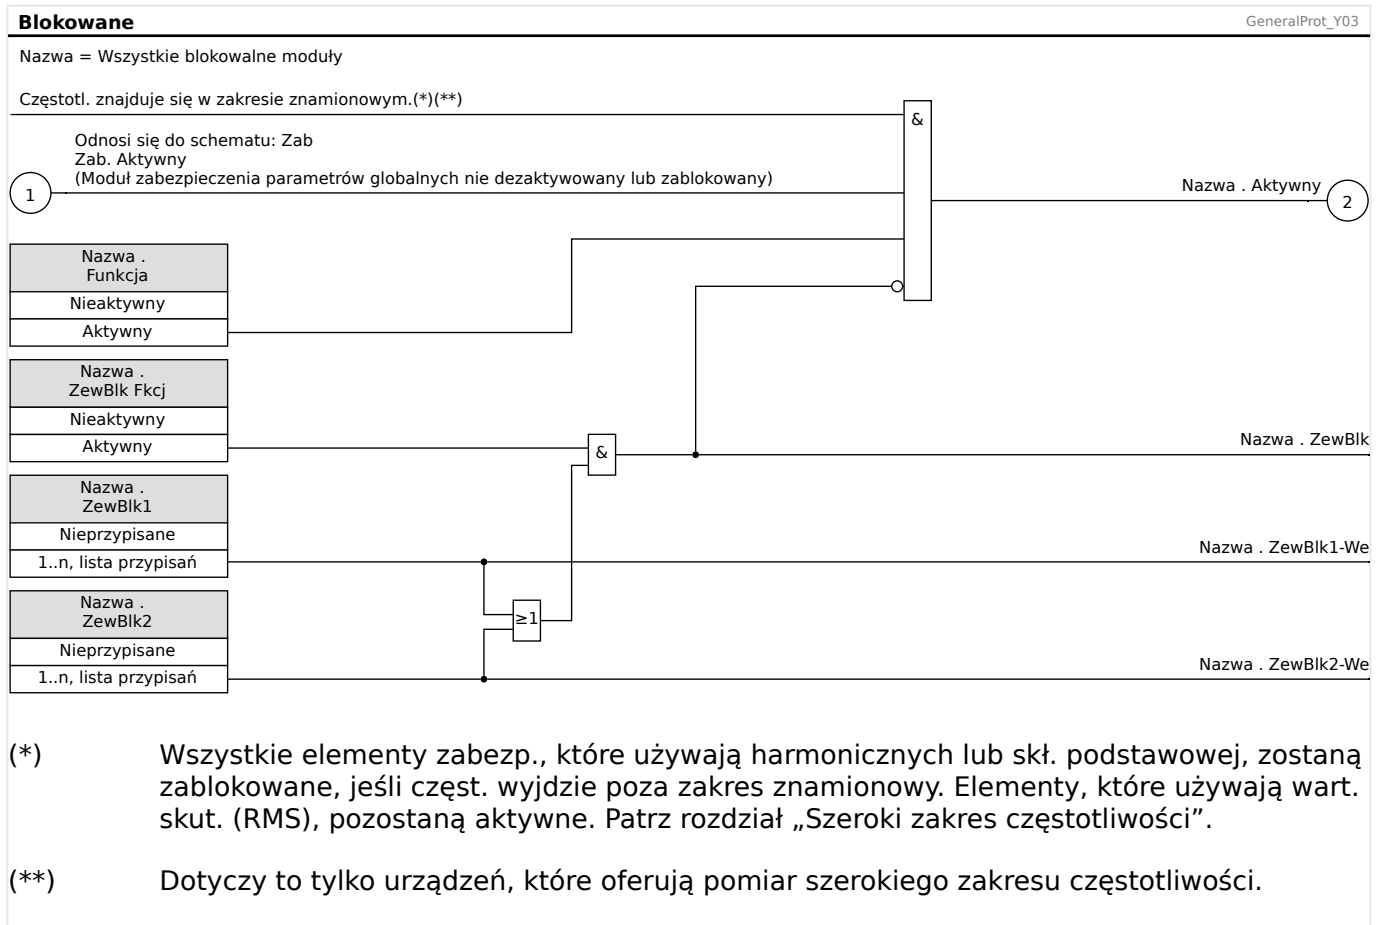 Blokowane
GeneralProt_Y03
Nazwa = Wszystkie blokowalne moduły
Częstotl. znajduje się w zakresie znamionowym.(*)(**)
&
Odnosi się do schematu: Zab
Zab. Aktywny
(Moduł zabezpieczenia parametrów globalnych nie dezaktywowany lub zablokowany)
1
Nazwa . Aktywny
2
Nazwa .
Funkcja
Nieaktywny
Aktywny
Nazwa .
ZewBlk Fkcj
Nieaktywny
Aktywny
&
Nazwa . ZewBlk
Nazwa .
ZewBlk1
Nieprzypisane
1..n, lista przypisań
Nazwa . ZewBlk1-We
≥1
Nazwa .
ZewBlk2
Nieprzypisane
1..n, lista przypisań
Nazwa . ZewBlk2-We
(*) Wszystkie elementy zabezp., które używają harmonicznych lub skł. podstawowej, zostaną
zablokowane, jeśli częst. wyjdzie poza zakres znamionowy. Elementy, które używają wart.
skut. (RMS), pozostaną aktywne. Patrz rozdział „Szeroki zakres częstotliwości”.
(**) Dotyczy to tylko urządzeń, które oferują pomiar szerokiego zakresu częstotliwości.